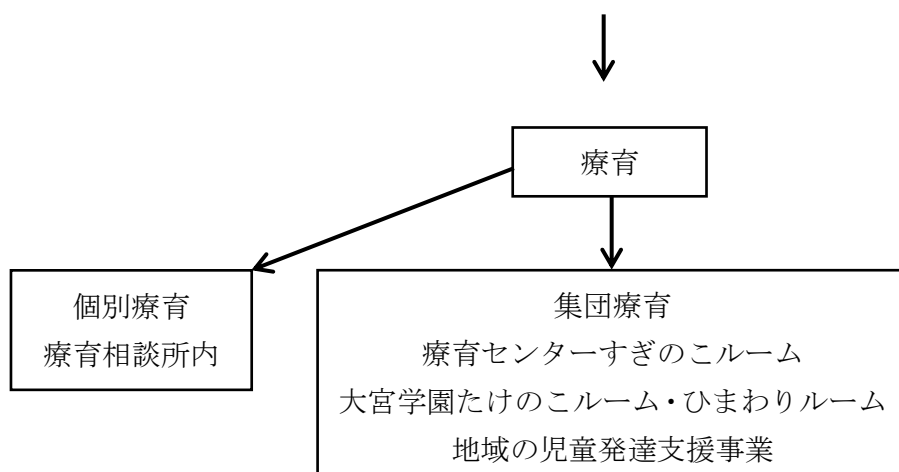 療育
個別療育
療育相談所内
集団療育
療育センターすぎのこルーム
大宮学園たけのこルーム・ひまわりルーム
地域の児童発達支援事業